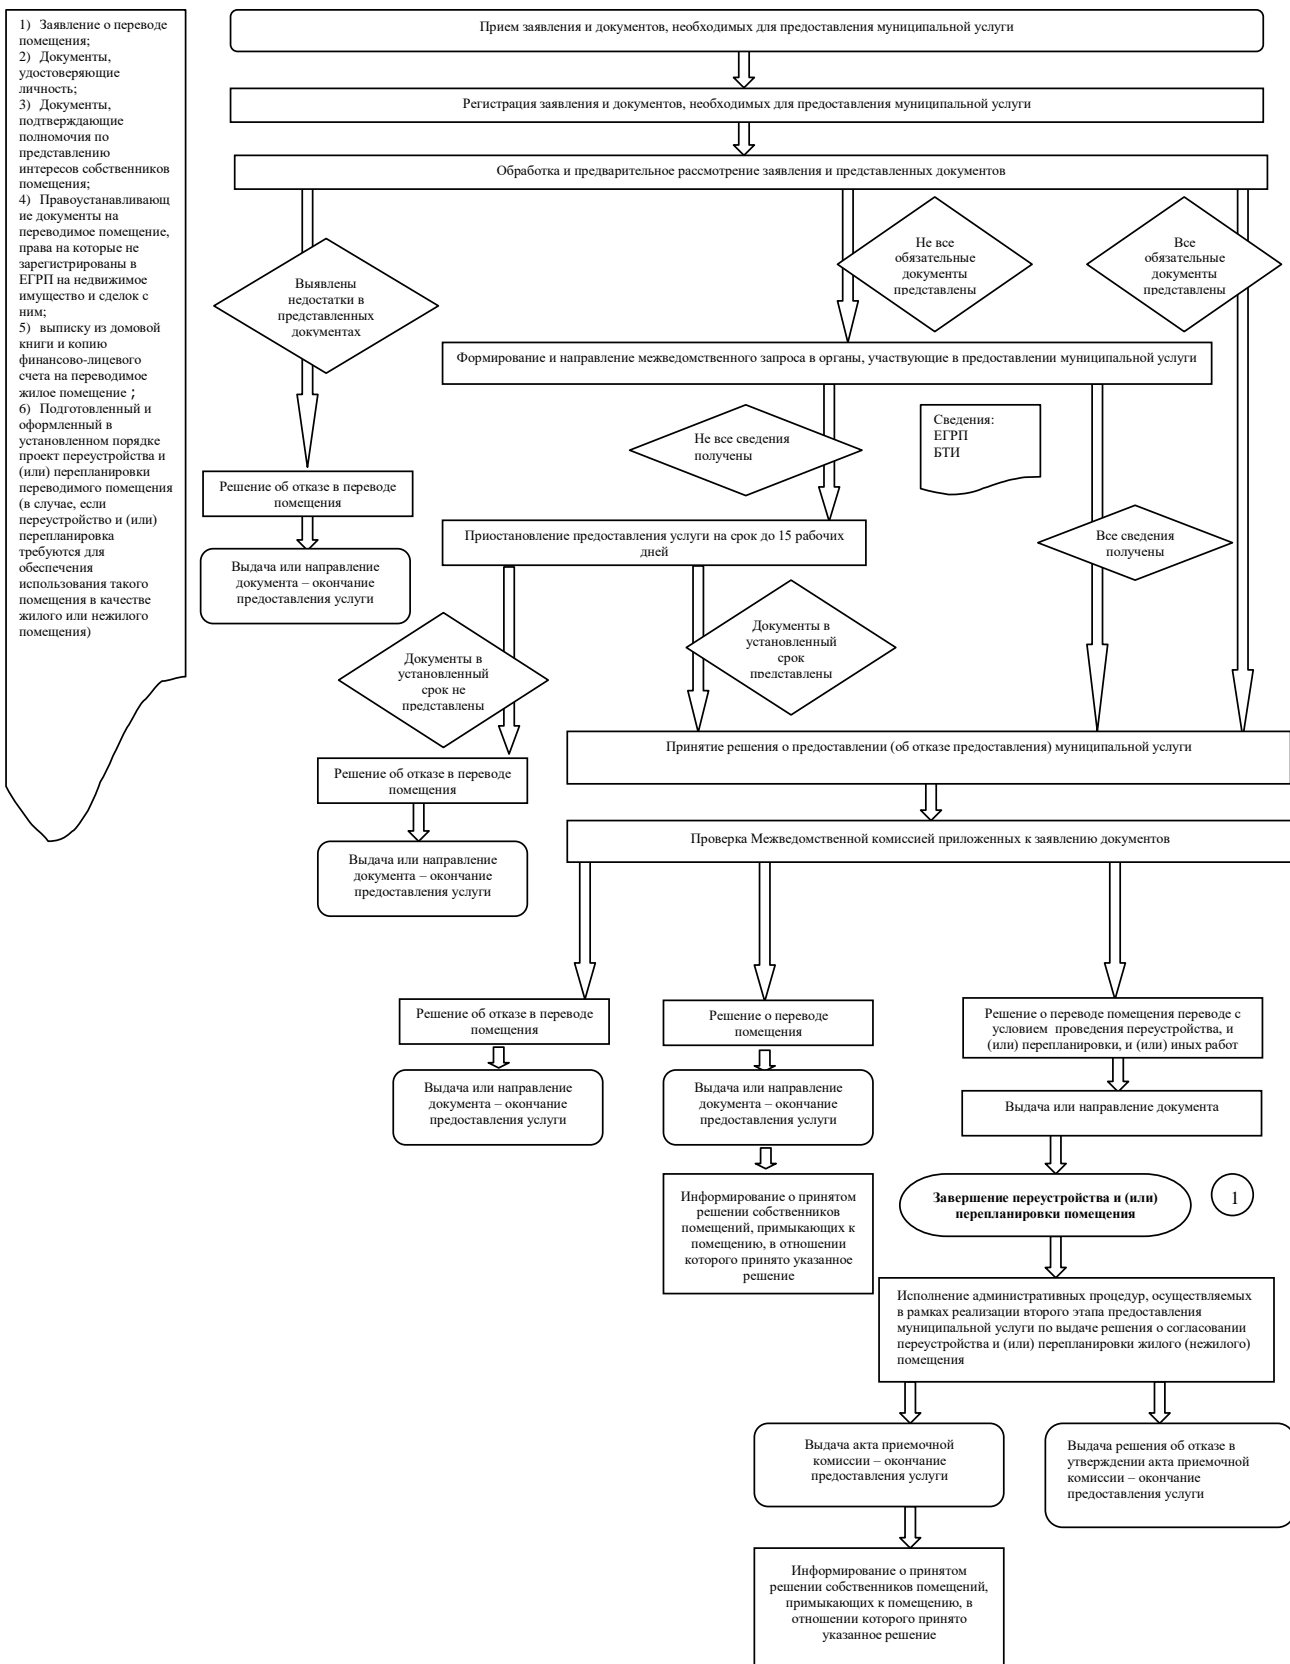 1) Заявление о переводе
помещения;
2) Документы,
удостоверяющие
личность;
3) Документы,
подтверждающие
полномочия по
представлению
интересов собственников
помещения;
4) Правоустанавливающ
ие документы на
переводимое помещение,
права на которые не
зарегистрированы в
ЕГРП на недвижимое
имущество и сделок с
ним;
5) выписку из домовой
книги и копию
финансово-лицевого
счета на переводимое
жилое помещение ;
6) Подготовленный и
оформленный в
установленном порядке
проект переустройства и
(или) перепланировки
переводимого помещения
(в случае, если
переустройство и (или)
перепланировка
требуются для
обеспечения
использования такого
помещения в качестве
жилого или нежилого
помещения)
Прием заявления и документов, необходимых для предоставления муниципальной услуги
Регистрация заявления и документов, необходимых для предоставления муниципальной услуги
Обработка и предварительное рассмотрение заявления и представленных документов
Выявлены
недостатки в
представленных
документах
Не все
обязательные
документы
представлены
Все
обязательные
документы
представлены
Формирование и направление межведомственного запроса в органы, участвующие в предоставлении муниципальной услуги
Не все сведения
получены
Сведения:
ЕГРП
БТИ
Решение об отказе в переводе
помещения
Приостановление предоставления услуги на срок до 15 рабочих
дней
Все сведения
получены
Выдача или направление
документа – окончание
предоставления услуги
Документы в
установленный
срок не
представлены
Документы в
установленный
срок
представлены
Принятие решения о предоставлении (об отказе предоставления) муниципальной услуги
Решение об отказе в переводе
помещения
Проверка Межведомственной комиссией приложенных к заявлению документов
Выдача или направление
документа – окончание
предоставления услуги
Решение об отказе в переводе
помещения
Решение о переводе
помещения
Решение о переводе помещения переводе с
условием проведения переустройства, и
(или) перепланировки, и (или) иных работ
Выдача или направление
документа – окончание
предоставления услуги
Выдача или направление
документа – окончание
предоставления услуги
Выдача или направление документа
Информирование о принятом
решении собственников
помещений, примыкающих к
помещению, в отношении
которого принято указанное
решение
Завершение переустройства и (или)
перепланировки помещения
1
Исполнение административных процедур, осуществляемых
в рамках реализации второго этапа предоставления
муниципальной услуги по выдаче решения о согласовании
переустройства и (или) перепланировки жилого (нежилого)
помещения
Выдача акта приемочной
комиссии – окончание
предоставления услуги
Выдача решения об отказе в
утверждении акта приемочной
комиссии – окончание
предоставления услуги
Информирование о принятом
решении собственников помещений,
примыкающих к помещению, в
отношении которого принято
указанное решение